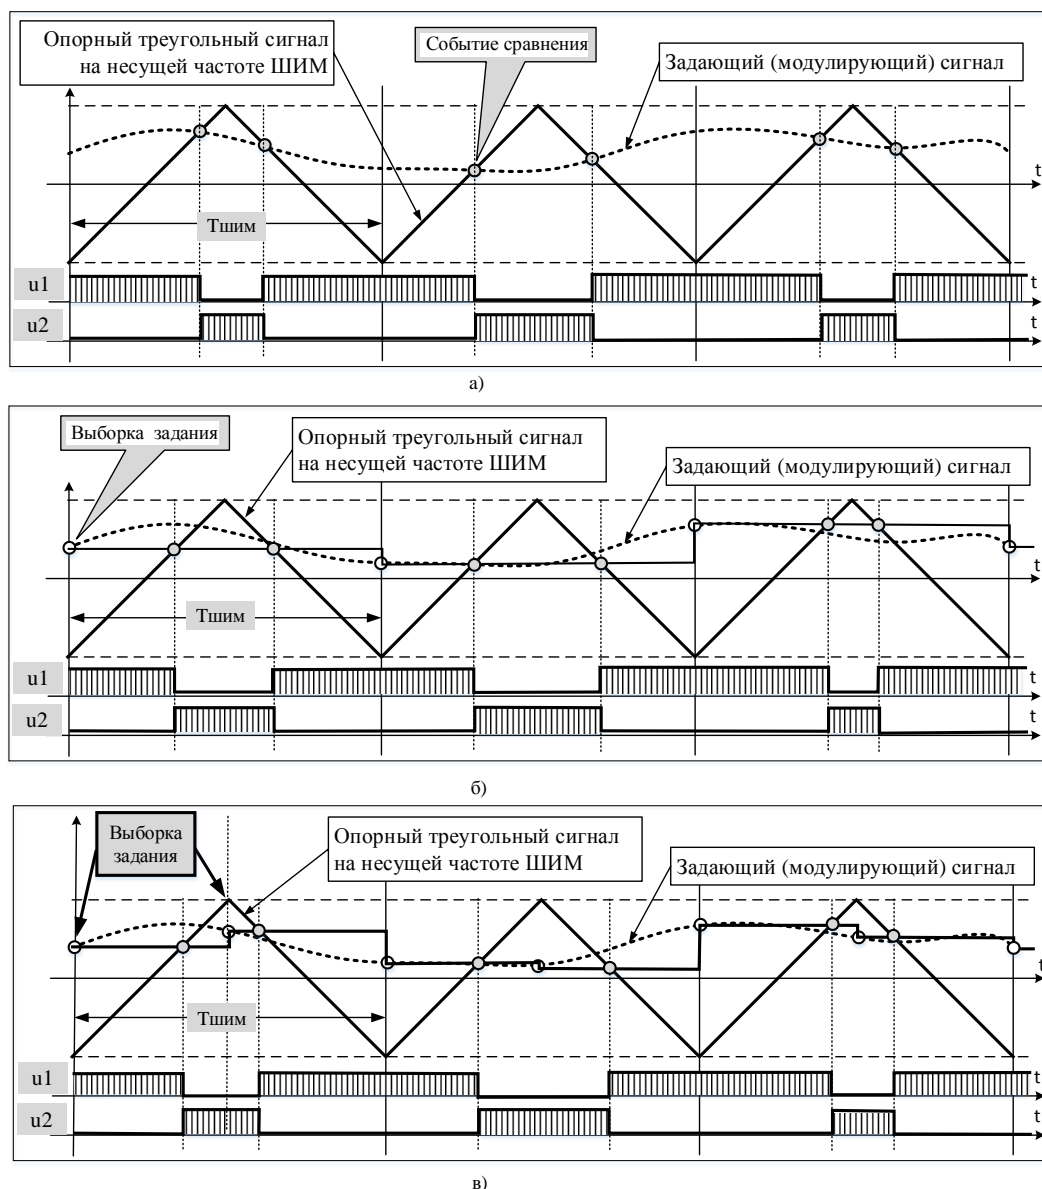 Опорный треугольный сигнал
на несущей частоте ШИМ
Событие сравнения
Задающий (модулирующий) сигнал
t
Тшим
u1
t
u2
t
а)
Выборка задания
Опорный треугольный сигнал
на несущей частоте ШИМ
Задающий (модулирующий) сигнал
t
Тшим
u1
t
u2
t
б)
Выборка
задания
Опорный треугольный сигнал
на несущей частоте ШИМ
Задающий (модулирующий) сигнал
t
Тшим
u1
t
u2
t
в)